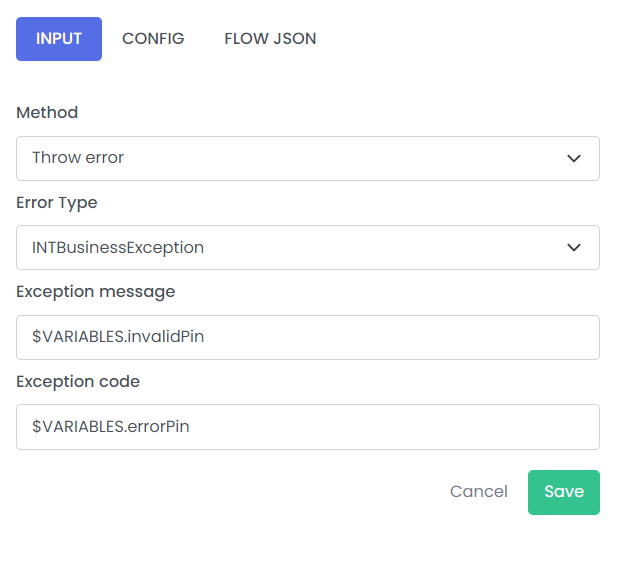 INPUT CONFIG FLOW JSON
Method
Throw error
Error Type
INTBusinessException
Exception message
$VARIABLES.invalidPin
Exception code
$VARIABLES.errorPin
Cancel Save